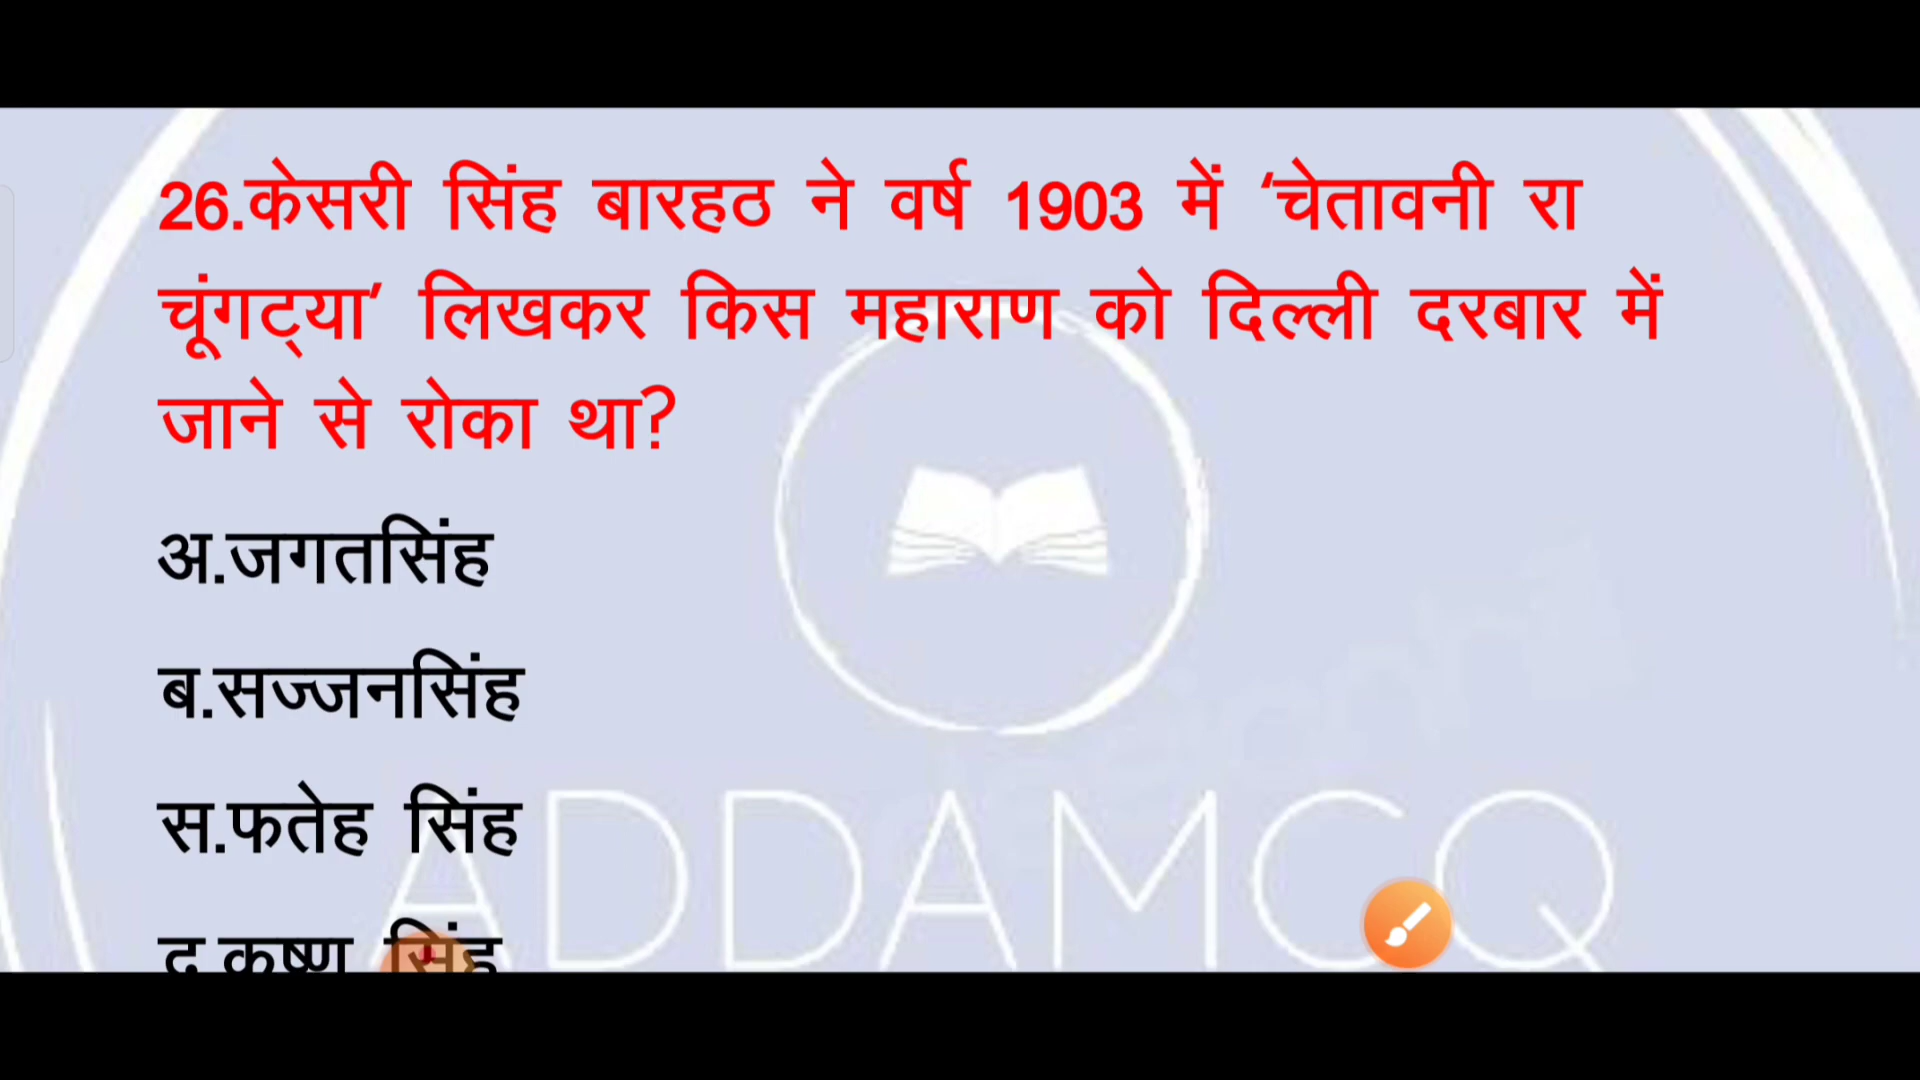 26.केसरी सिंह बारहठ ने वर्ष 1903 में ‘चेतावनी रा
चूंगट्या’ लिखकर किस महाराण को दिल्ली दरबार में
जाने से रोका था?
अ.जगतसिंह
ब.सज्जनसिंह
स.फतेह सिंह
द.कृष्ण सिंह
ADDAMCQ